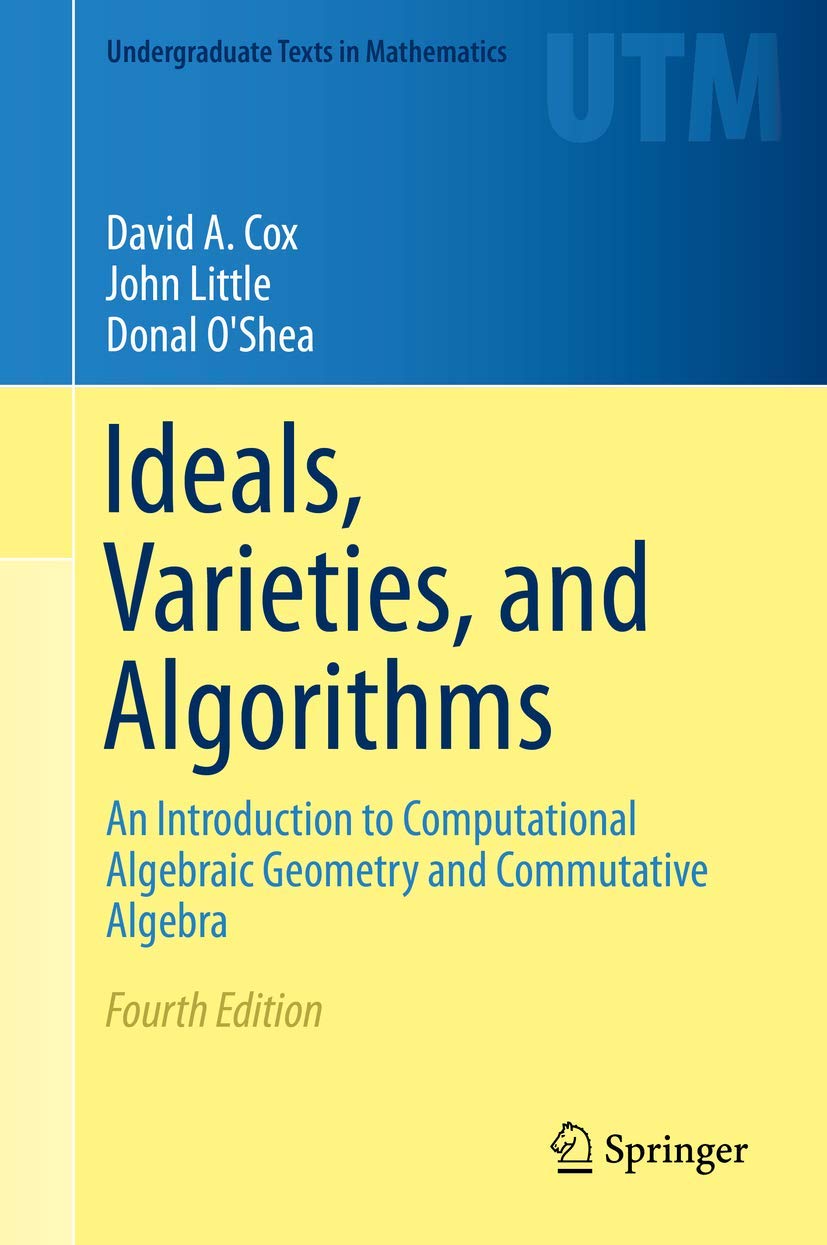 Undergraduate Texts in Mathematics
UTM
David A. Cox
John Little
Donal O'Shea
Ideals,
Varieties, and
Algorithms
An Introduction to Computational
Algebraic Geometry and Commutative
Algebra
Fourth Edition
Springer